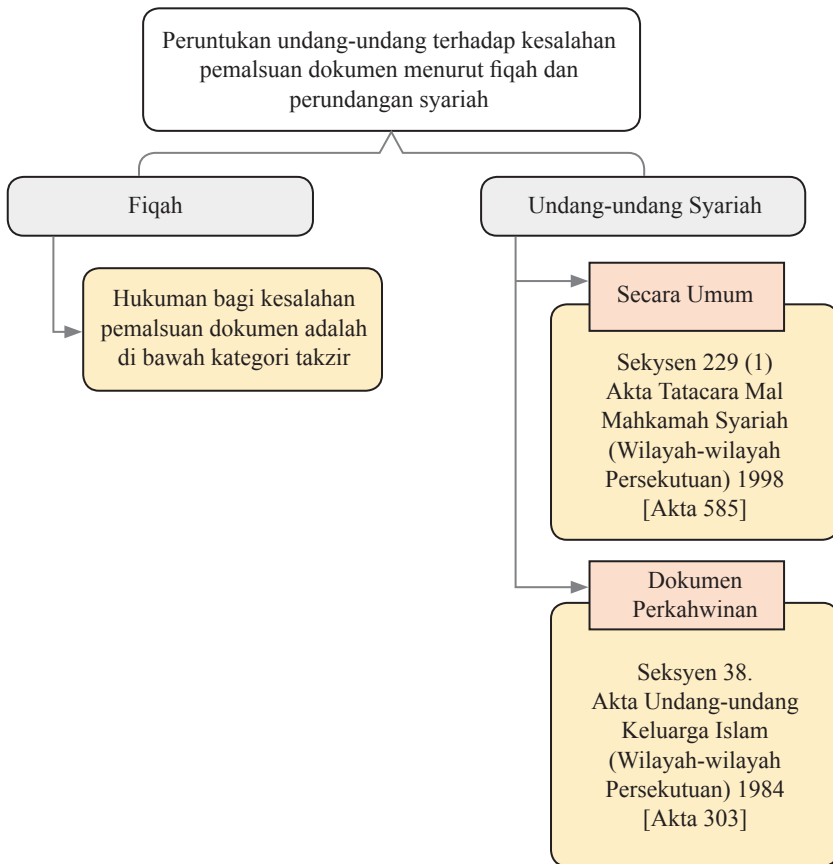 Peruntukan undang-undang terhadap kesalahan
pemalsuan dokumen menurut fiqah dan
perundangan syariah
Fiqah
Hukuman bagi kesalahan
pemalsuan dokumen adalah
di bawah kategori takzir
Undang-undang Syariah
Secara Umum
Sekysen 229 (1)
Akta Tatacara Mal
Mahkamah Syariah
(Wilayah-wilayah
Persekutuan) 1998
[Akta 585]
Dokumen
Perkahwinan
Seksyen 38.
Akta Undang-undang
Keluarga Islam
(Wilayah-wilayah
Persekutuan) 1984
[Akta 303]